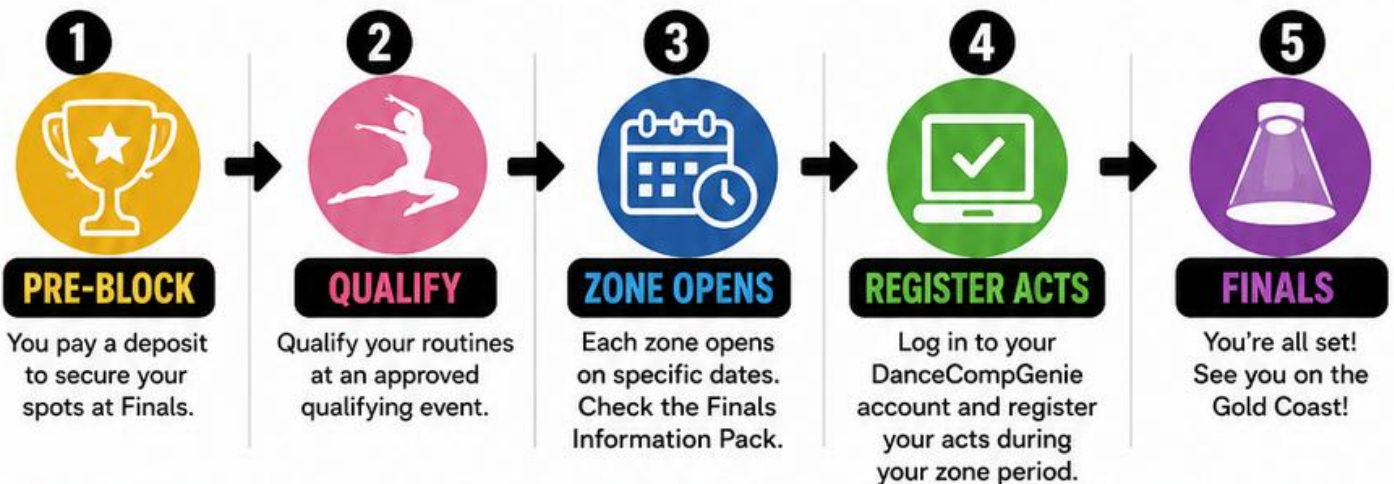 1
PRE-BLOCK
You pay a deposit
to secure your
spots at Finals.
2
QUALIFY
Qualify your routines
at an approved
qualifying event.
3
ZONE OPENS
Each zone opens
on specific dates.
Check the Finals
Information Pack.
4
REGISTER ACTS
Log in to your
DanceCompGenie
account and register
your acts during
your zone period.
5
FINALS
You’re all set!
See you on the
Gold Coast!